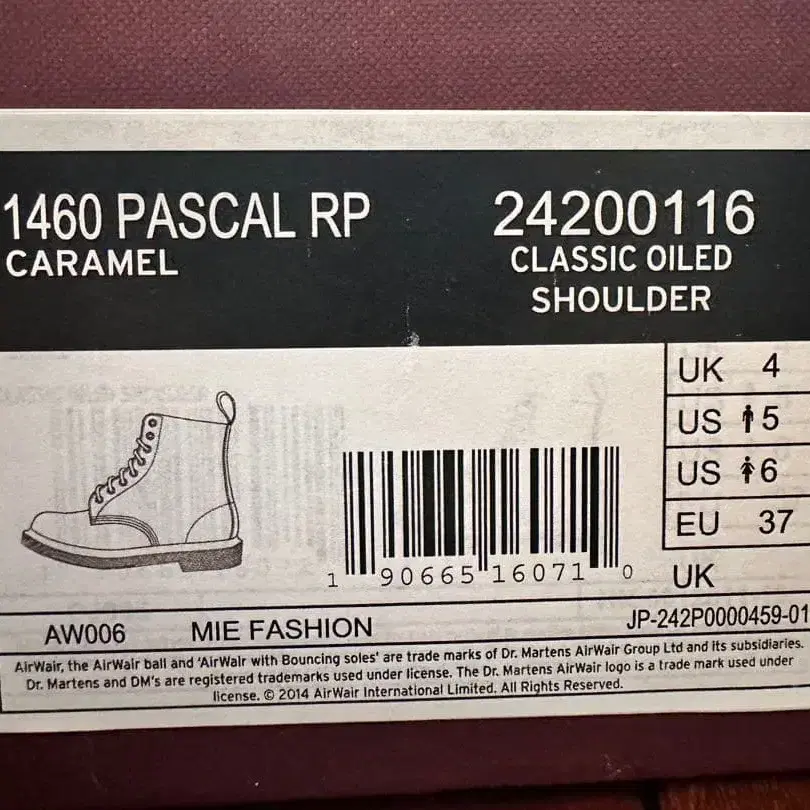 1460 PASCAL RP
CARAMEL
24200116
CLASSIC OILED
SHOULDER
UK 4
US 5
US 6
EU 37
UK
1 90665 16071 0
AW006 MIE FASHION
JP-242P0000459-01
AirWair, the AirWair ball and 'AirWair with Bouncing soles' are trade marks of Dr. Martens AirWair Group Ltd and its subsidiaries.
Dr. Martens and DM's are registered trademarks used under license. The Dr. Martens AirWair logo is a trade mark used under
license. © 2014 AirWair International Limited. All Rights Reserved.